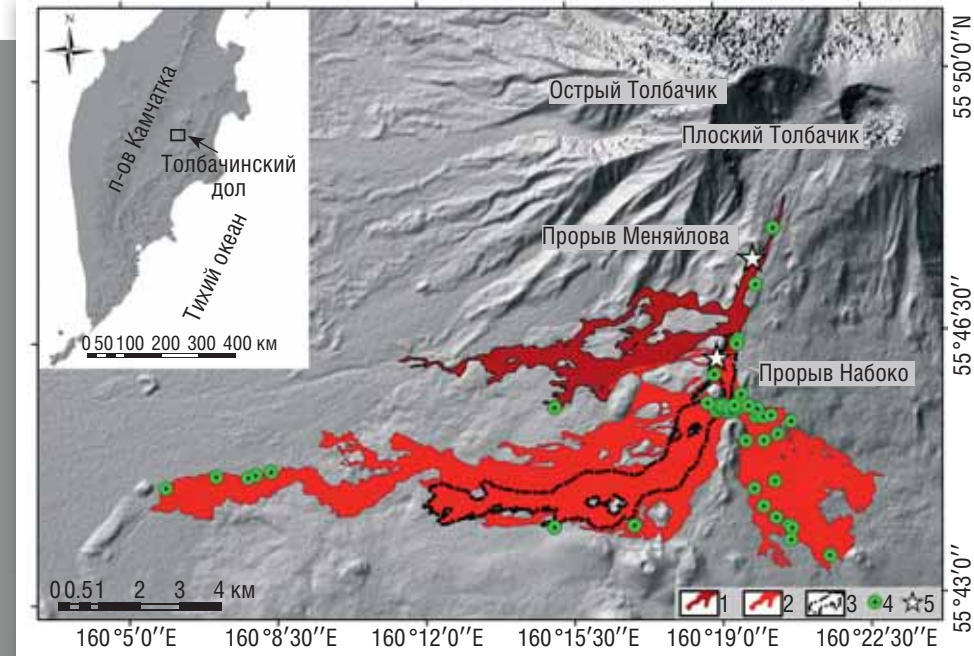 N
п-ов Камчатка
Толбачинский
дол
Тихий океан
0 50 100 200 300 400 км
Острый Толбачик
Плоский Толбачик
Прорыв Меняйлова
Прорыв Набоко
55°50′0′′N
55°46′30′′
55°43′0′′
0 0.5 1 2 3 4 км
1 2 3 4 5
160°5′0′′E 160°8′30′′E 160°12′0′′E 160°15′30′′E 160°19′0′′E 160°22′30′′E